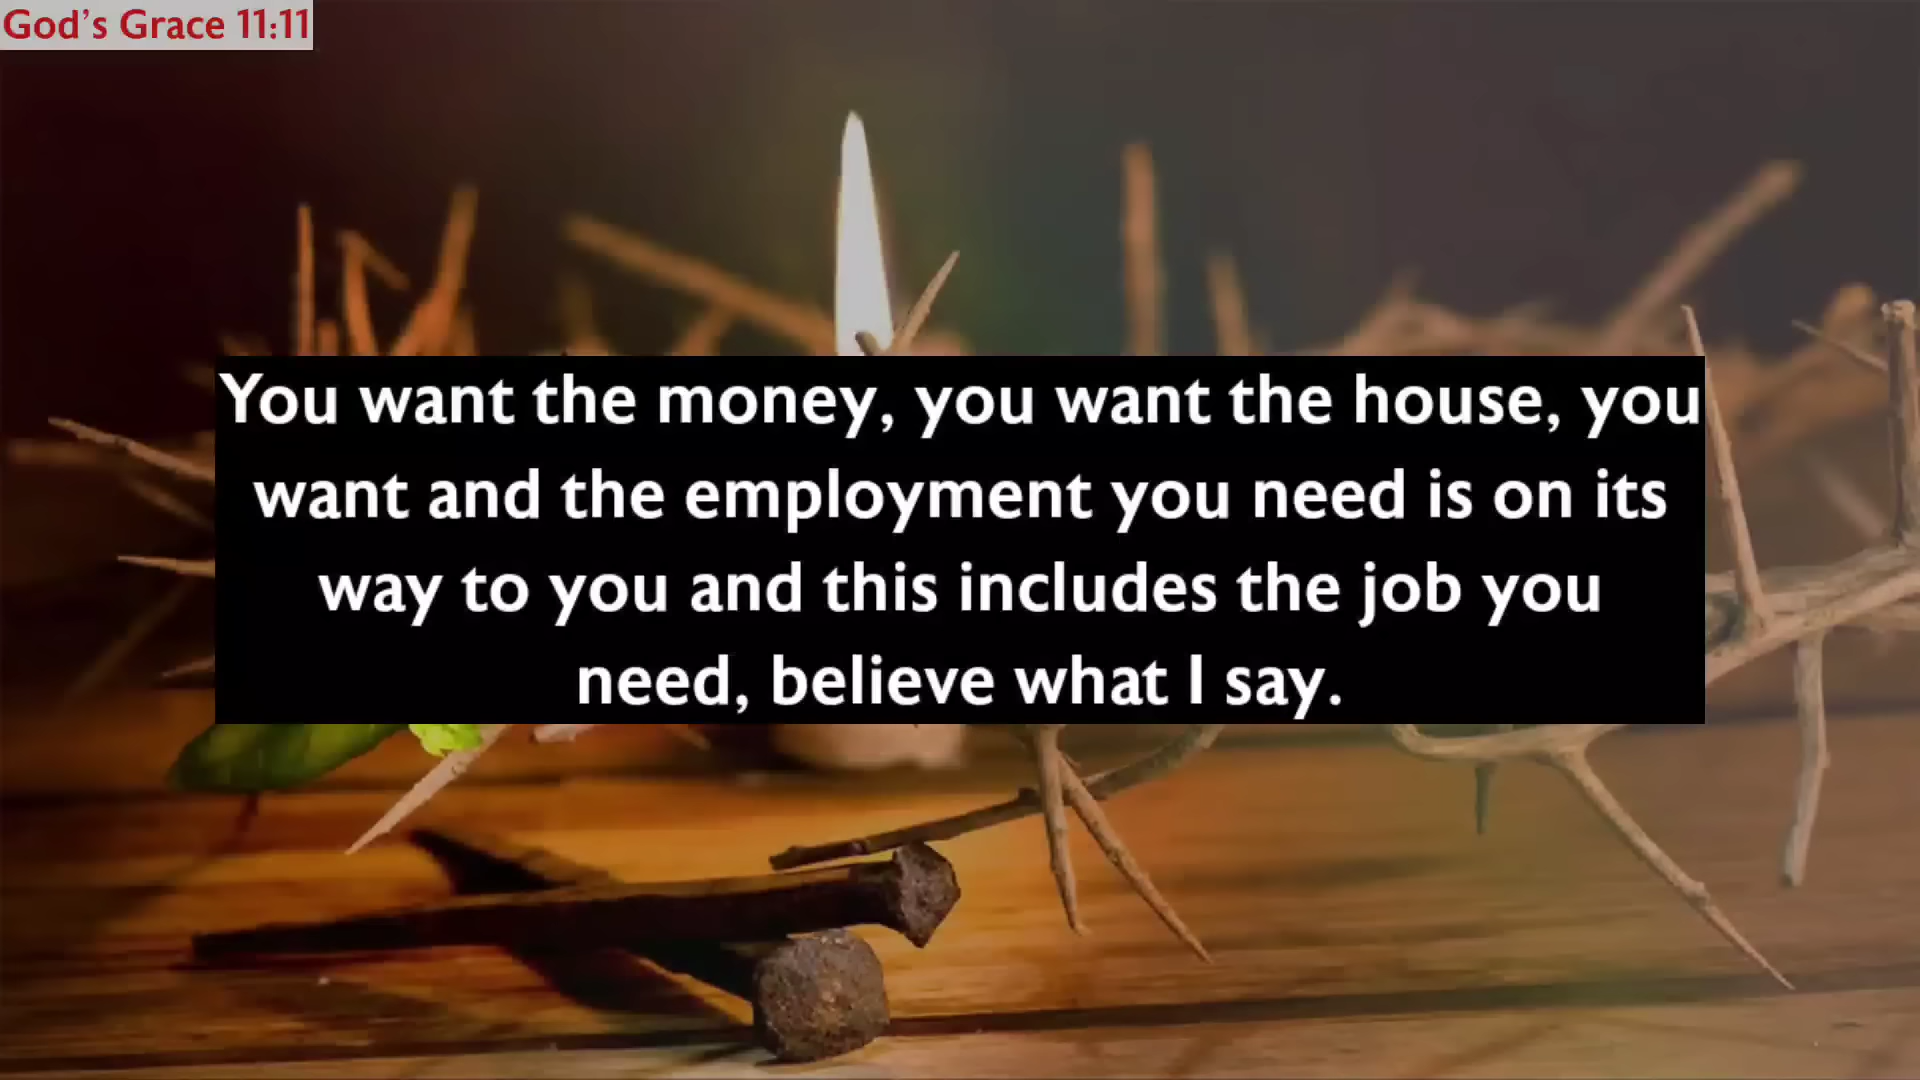 God's Grace 11:11
You want the money, you want the house, you
want and the employment you need is on its
way to you and this includes the job you
need, believe what I say.